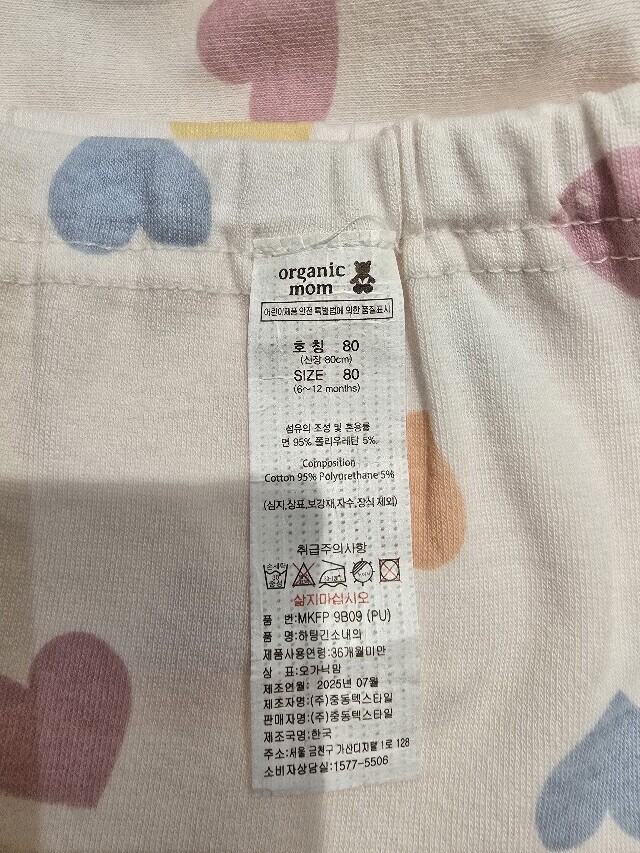 organic
mom
어린이제품 안전 특별법에 의한 품질표시
호 칭 80
(신장 80cm)
SIZE 80
(6~12 months)
섬유의 조성 및 혼용률
면 95% 폴리우레탄 5%
Composition
Cotton 95% Polyurethane 5%
(심지,상표,보강재,자수,장식 제외)
취급주의사항
손세탁
30
중성
삶지마십시오
품 번:MKFP 9B09 (PU)
품 명:하탕긴소내의
제품사용연령:36개월미만
상 표:오가닉맘
제조연월: 2025년 07월
제조자명:(주)중동텍스타일
판매자명:(주)중동텍스타일
제조국명:한국
주소:서울 금천구 가산디지털 1로 128
소비자상담실:1577-5506